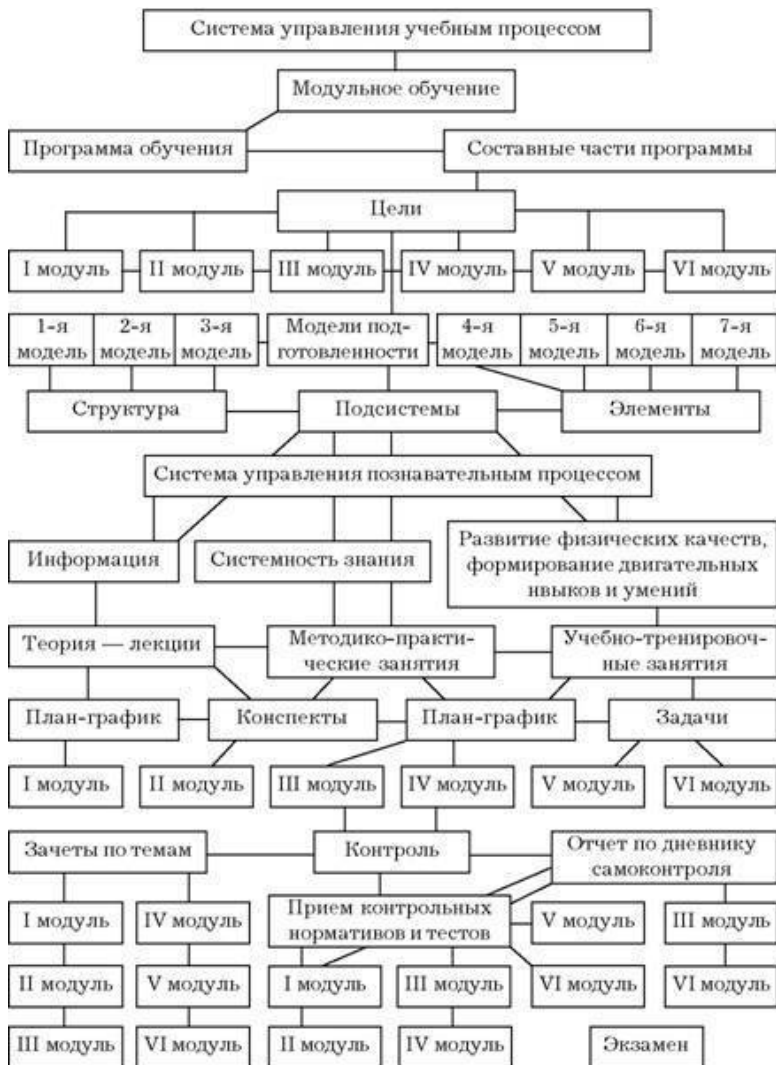 Система управления учебным процессом
Модульное обучение
Программа обучения
Составные части программы
Цели
I модуль
II модуль
III модуль
IV модуль
V модуль
VI модуль
1-я
модель
2-я
модель
3-я
модель
Модели под-
готовленности
4-я
модель
5-я
модель
6-я
модель
7-я
модель
Структура
Подсистемы
Элементы
Система управления познавательным процессом
Информация
Системность знания
Развитие физических качеств,
формирование двигательных
нвыков и умений
Теория — лекции
Методико-практи-
ческие занятия
Учебно-тренировоч-
ные занятия
План-график
Конспекты
План-график
Задачи
I модуль
II модуль
III модуль
IV модуль
V модуль
VI модуль
Зачеты по темам
Контроль
Отчет по дневнику
самоконтроля
I модуль
IV модуль
Прием контрольных
нормативов и тестов
V модуль
III модуль
II модуль
V модуль
I модуль
III модуль
VI модуль
VI модуль
III модуль
VI модуль
II модуль
IV модуль
Экзамен